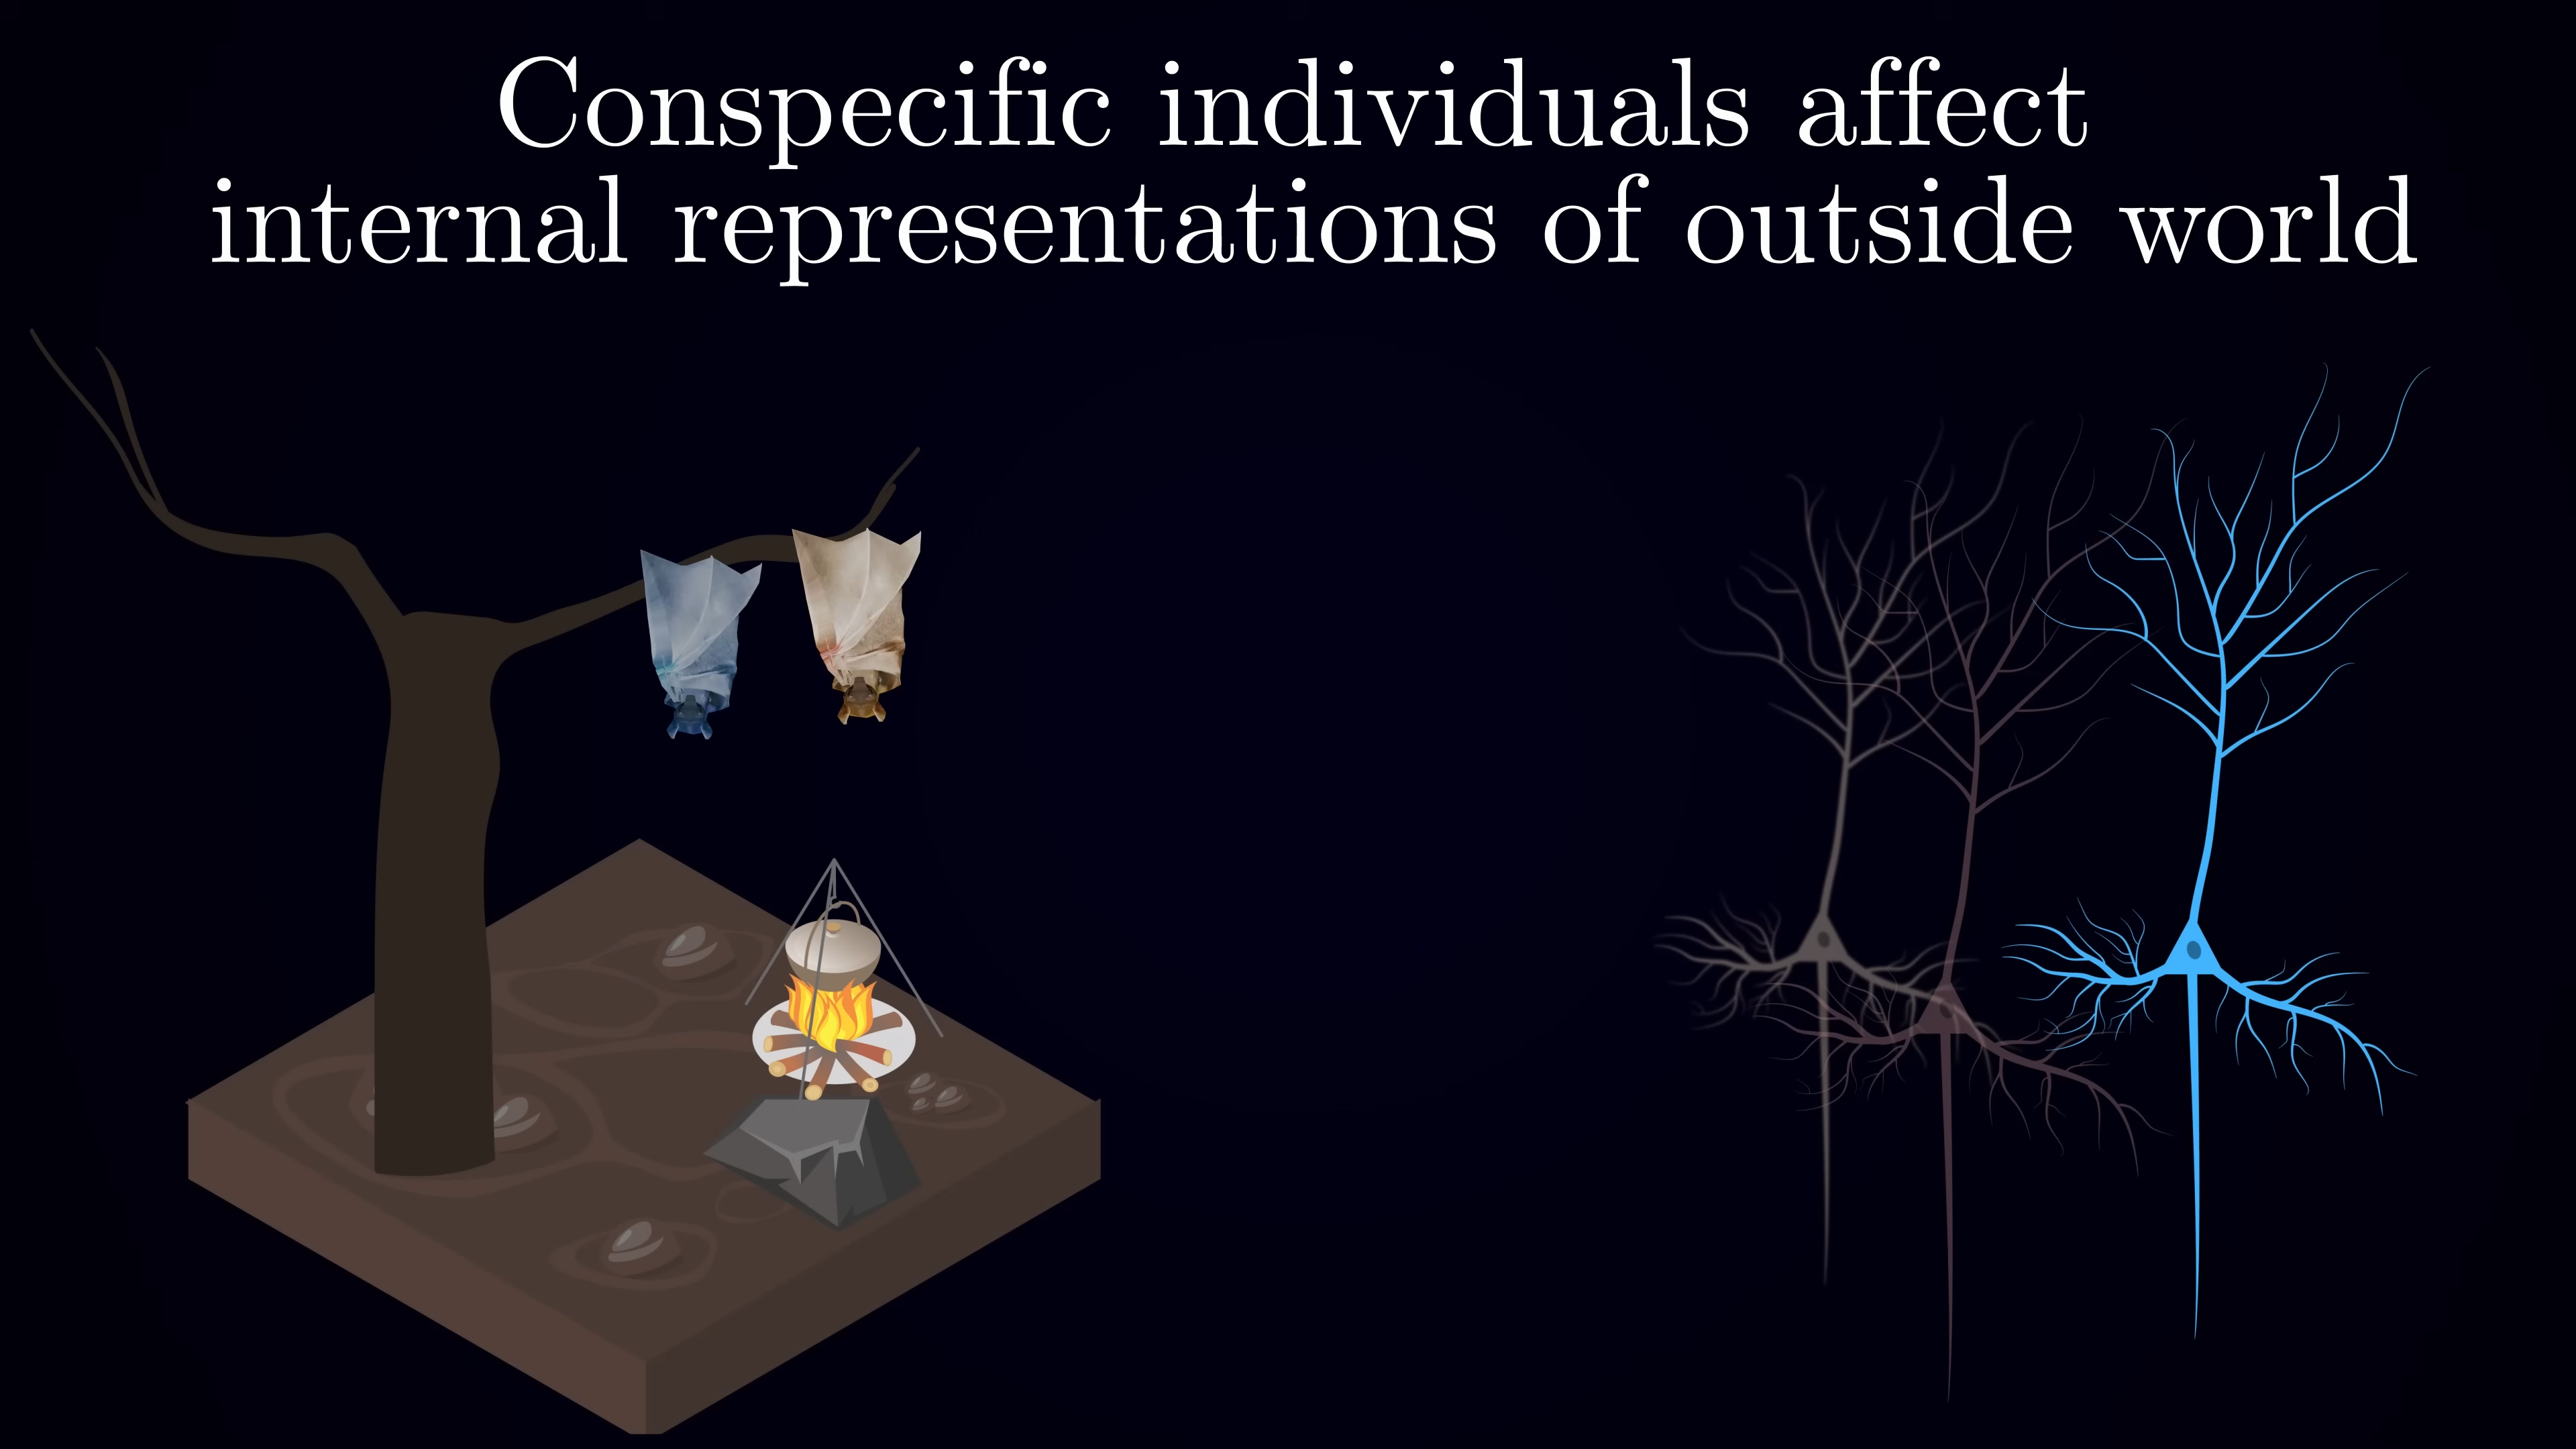 Conspecific individuals affect
internal representations of outside world